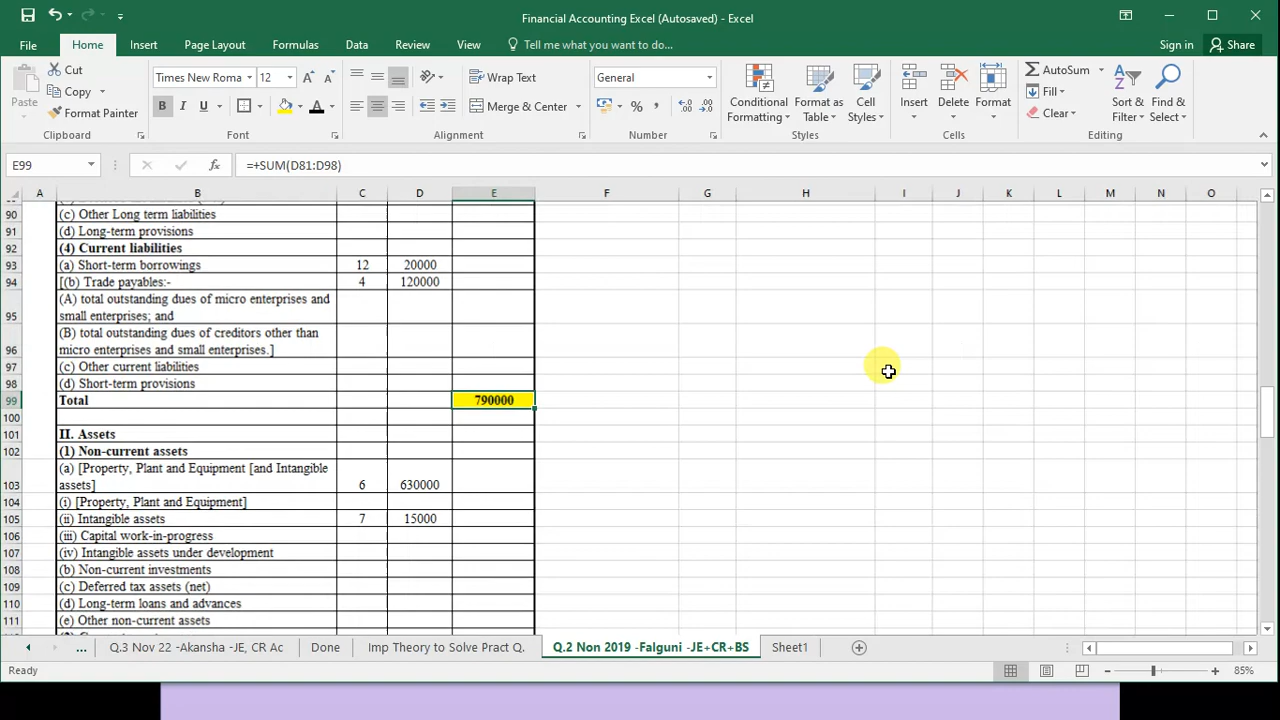 Financial Accounting Excel (Autosaved) - Excel
File Home Insert Page Layout Formulas Data Review View Tell me what you want to do... Sign in Share
Paste
Cut
Copy
Format Painter
Clipboard
Times New Roma 12
B I U
Font
Wrap Text
Merge & Center
Alignment
General
%
Number
Conditional Formatting
Format as Table
Cell Styles
Styles
Insert Delete Format
Cells
AutoSum
Fill
Clear
Sort & Filter
Find & Select
Editing
E99 fx =+SUM(D81:D98)
A B C D E F G H I J K L M N O
90 (c) Other Long term liabilities
91 (d) Long-term provisions
92 (4) Current liabilities
93 (a) Short-term borrowings 12 20000
94 [(b) Trade payables:- 4 120000
(A) total outstanding dues of micro enterprises and
95 small enterprises; and
(B) total outstanding dues of creditors other than
96 micro enterprises and small enterprises.]
97 (c) Other current liabilities
98 (d) Short-term provisions
99 Total 790000
100
101 II. Assets
102 (1) Non-current assets
(a) [Property, Plant and Equipment [and Intangible
103 assets] 6 630000
104 (i) [Property, Plant and Equipment]
105 (ii) Intangible assets 7 15000
106 (iii) Capital work-in-progress
107 (iv) Intangible assets under development
108 (b) Non-current investments
109 (c) Deferred tax assets (net)
110 (d) Long-term loans and advances
111 (e) Other non-current assets
... Q.3 Nov 22 -Akansha -JE, CR Ac Done Imp Theory to Solve Pract Q. Q.2 Non 2019 -Falguni -JE+CR+BS Sheet1
Ready 85%